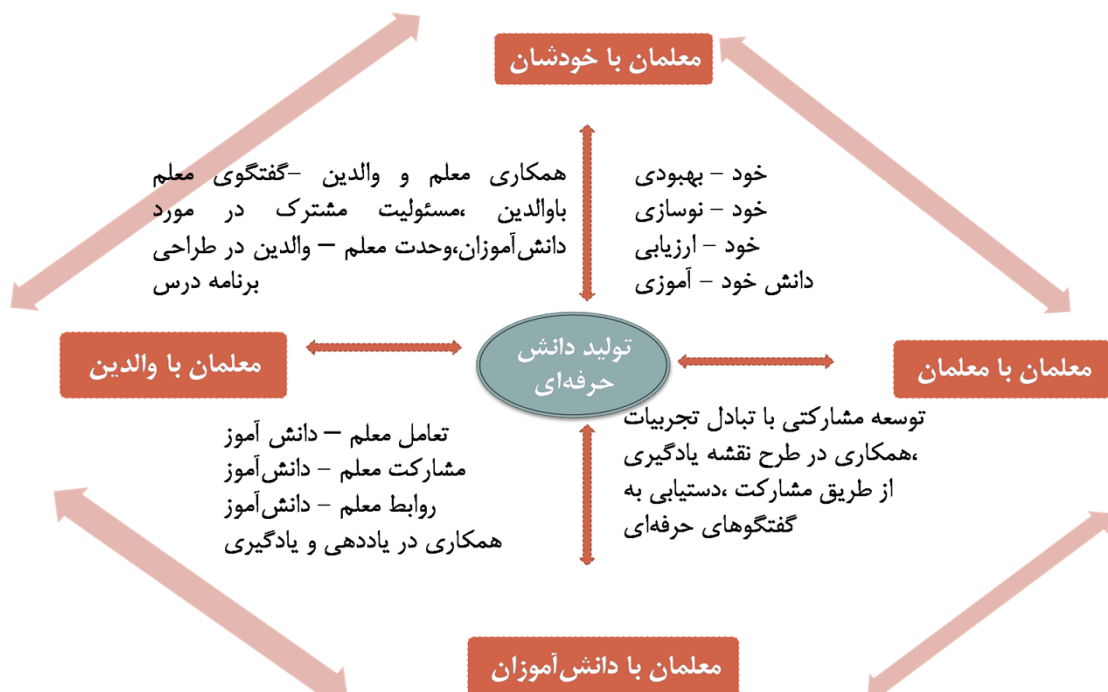 معلمان با خودشان
خود – بهبودی
خود – نوسازی
خود – ارزیابی
دانش خود – آموزی
همکاری معلم و والدین –گفتگوی معلم
باوالدین ،مسئولیت مشترک در مورد
دانش‌آموزان،وحدت معلم – والدین در طراحی
برنامه درس
معلمان با معلمان
تولید دانش
حرفه‌ای
معلمان با والدین
توسعه مشارکتی با تبادل تجربیات
،همکاری در طرح نقشه یادگیری
از طریق مشارکت ،دستیابی به
گفتگوهای حرفه‌ای
تعامل معلم – دانش آموز
مشارکت معلم – دانش‌آموز
روابط معلم – دانش‌آموز
همکاری در یاددهی و یادگیری
معلمان با دانش‌آموزان